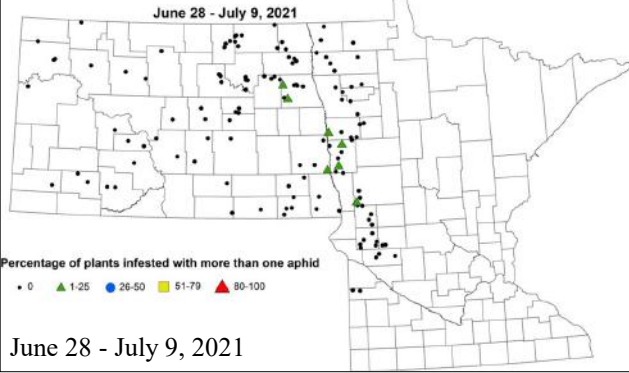 June 28 - July 9, 2021
Percentage of plants infested with more than one aphid
0 1-25 26-50 51-79 80-100
June 28 - July 9, 2021